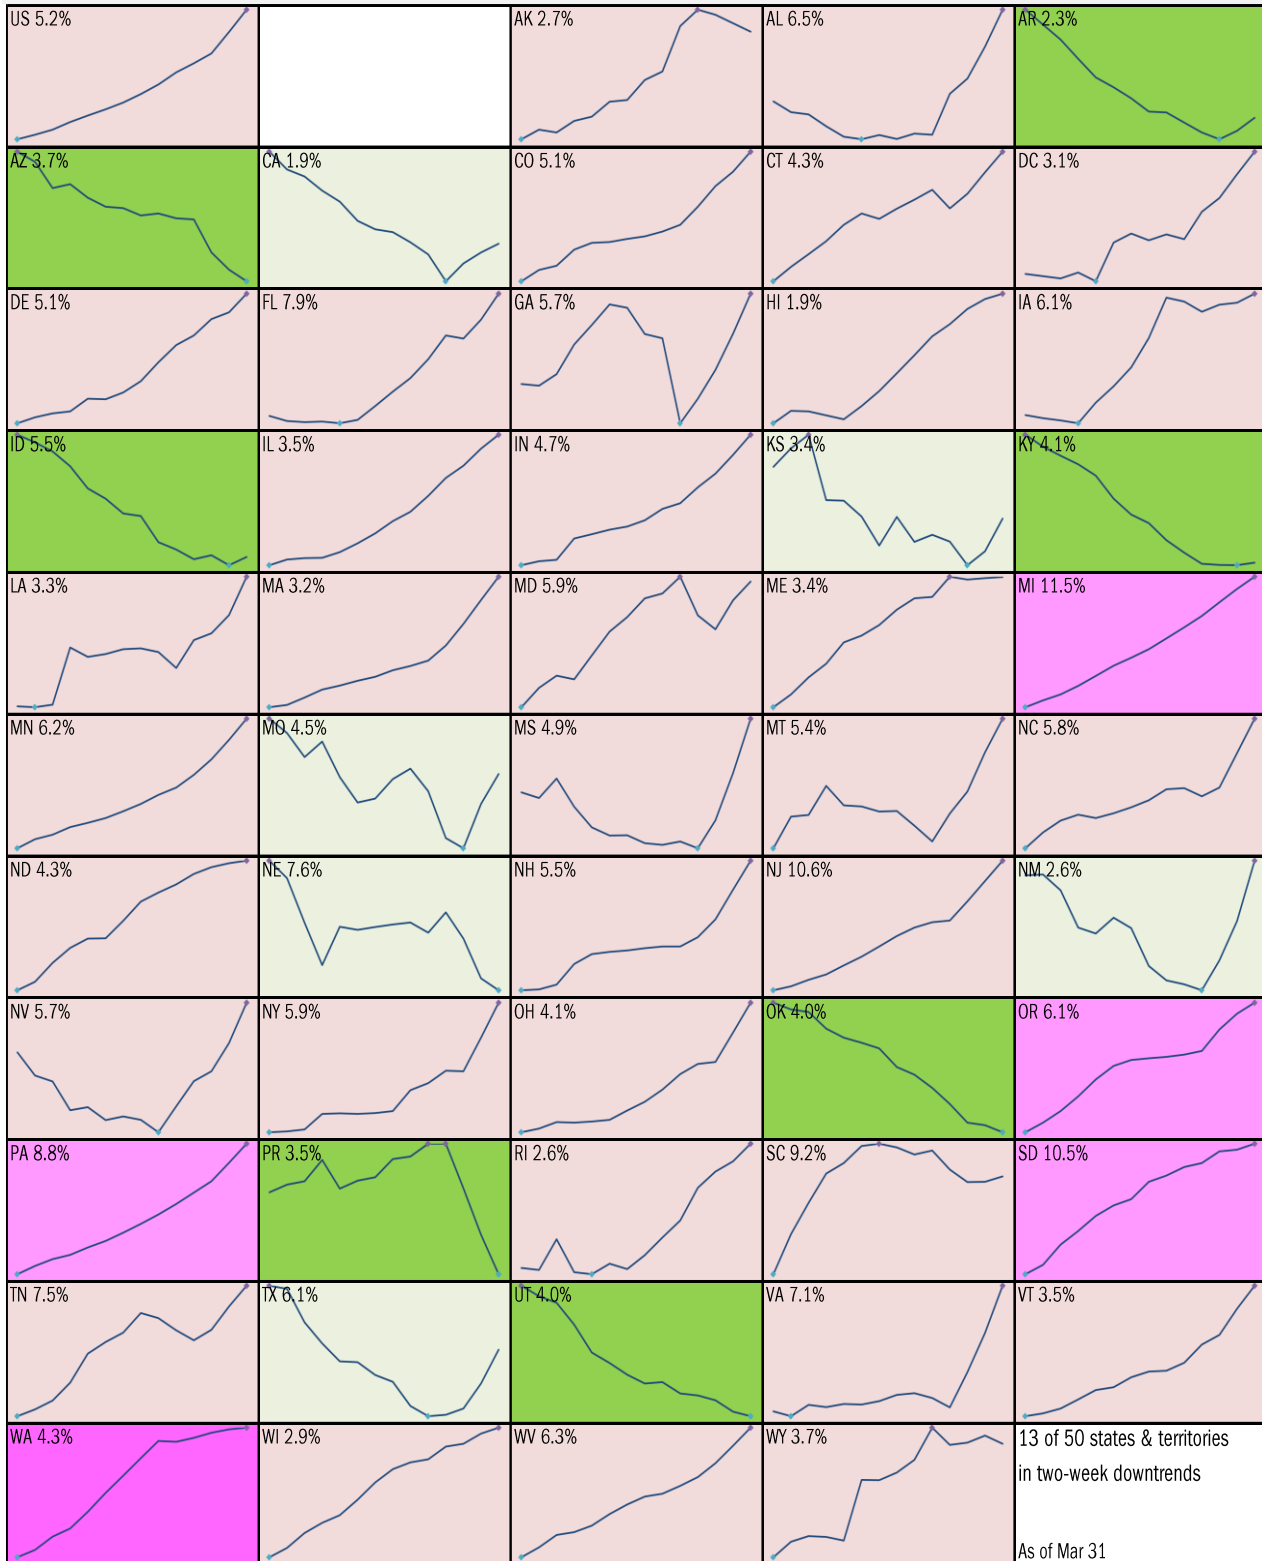 US 5.2%
AK 2.7%
AL 6.5%
AR 2.3%
AZ 3.7%
CA 1.9%
CO 5.1%
CT 4.3%
DC 3.1%
DE 5.1%
FL 7.9%
GA 5.7%
HI 1.9%
IA 6.1%
ID 5.5%
IL 3.5%
IN 4.7%
KS 3.4%
KY 4.1%
LA 3.3%
MA 3.2%
MD 5.9%
ME 3.4%
MI 11.5%
MN 6.2%
MO 4.5%
MS 4.9%
MT 5.4%
NC 5.8%
ND 4.3%
NE 7.6%
NH 5.5%
NJ 10.6%
NM 2.6%
NV 5.7%
NY 5.9%
OH 4.1%
OK 4.0%
OR 6.1%
PA 8.8%
PR 3.5%
RI 2.6%
SC 9.2%
SD 10.5%
TN 7.5%
TX 6.1%
UT 4.0%
VA 7.1%
VT 3.5%
WA 4.3%
WI 2.9%
WV 6.3%
WY 3.7%
13 of 50 states & territories
in two-week downtrends
As of Mar 31